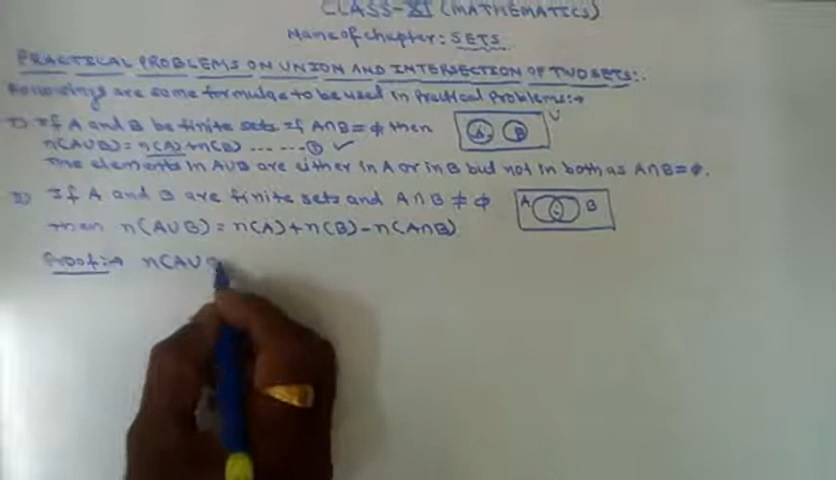 CLASS-XI (MATHEMATICS)
Name of chapter: SETS
PRACTICAL PROBLEMS ON UNION AND INTERSECTION OF TWO SETS:.
Followings are some formulae to be used in Practical Problems:→
I) If A and B be finite sets If A∩B=ϕ then
A B U
n(A∪B) = n(A)+n(B) ... ... ① ✓
The elements in A∪B are either in A or in B but not in both as A∩B=ϕ.
II) If A and B are finite sets and A∩B ≠ ϕ
A B
then n(A∪B) = n(A)+n(B)-n(A∩B)
Proof:→ n(A∪B